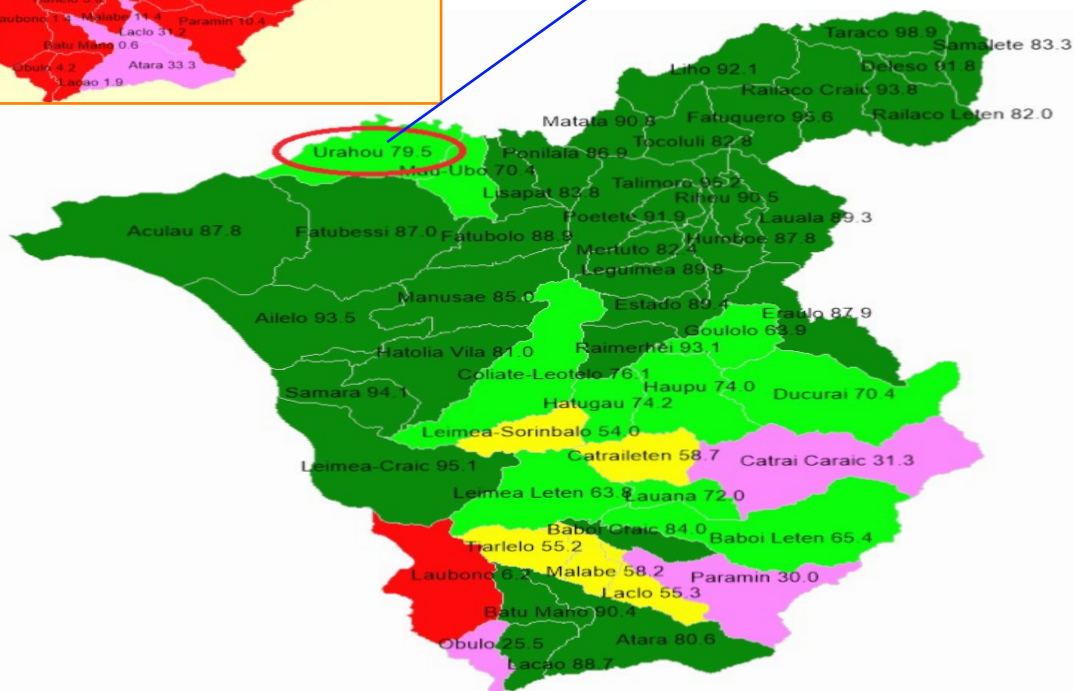 Laubono 1.4
Malabe 11.4
Paramin 10.4
Laclo 31.2
Batu Mano 0.6
Obulo 4.2
Atara 33.3
Lacao 1.9
Taraco 98.9
Samalete 83.3
Liho 92.1
Deleso 91.8
Railaco Craic 93.8
Matata 90.8
Fatuquero 95.6
Railaco Leten 82.0
Urahou 79.5
Ponilala 86.9
Tocoluli 82.8
Mau-Ubo 70.4
Lisapat 83.8
Talimoro 95.2
Riheu 90.5
Aculau 87.8
Fatubessi 87.0
Fatubolo 88.9
Poetete 91.9
Lauala 89.3
Mertuto 82.4
Humboe 87.8
Leguimea 89.8
Manusae 85.0
Estado 89.4
Ailelo 93.5
Eraulo 87.9
Goulolo 63.9
Hatolia Vila 81.0
Raimerhei 93.1
Coliate-Leotelo 76.1
Samara 94.1
Haupu 74.0
Ducurai 70.4
Hatugau 74.2
Leimea-Sorinbalo 54.0
Leimea-Craic 95.1
Catraileten 58.7
Catrai Caraic 31.3
Leimea Leten 63.8
Lauana 72.0
Baboi Craic 84.0
Baboi Leten 65.4
Tiarlelo 55.2
Laubono 6.2
Malabe 58.2
Paramin 30.0
Laclo 55.3
Batu Mano 90.4
Obulo 25.5
Atara 80.6
Lacao 88.7